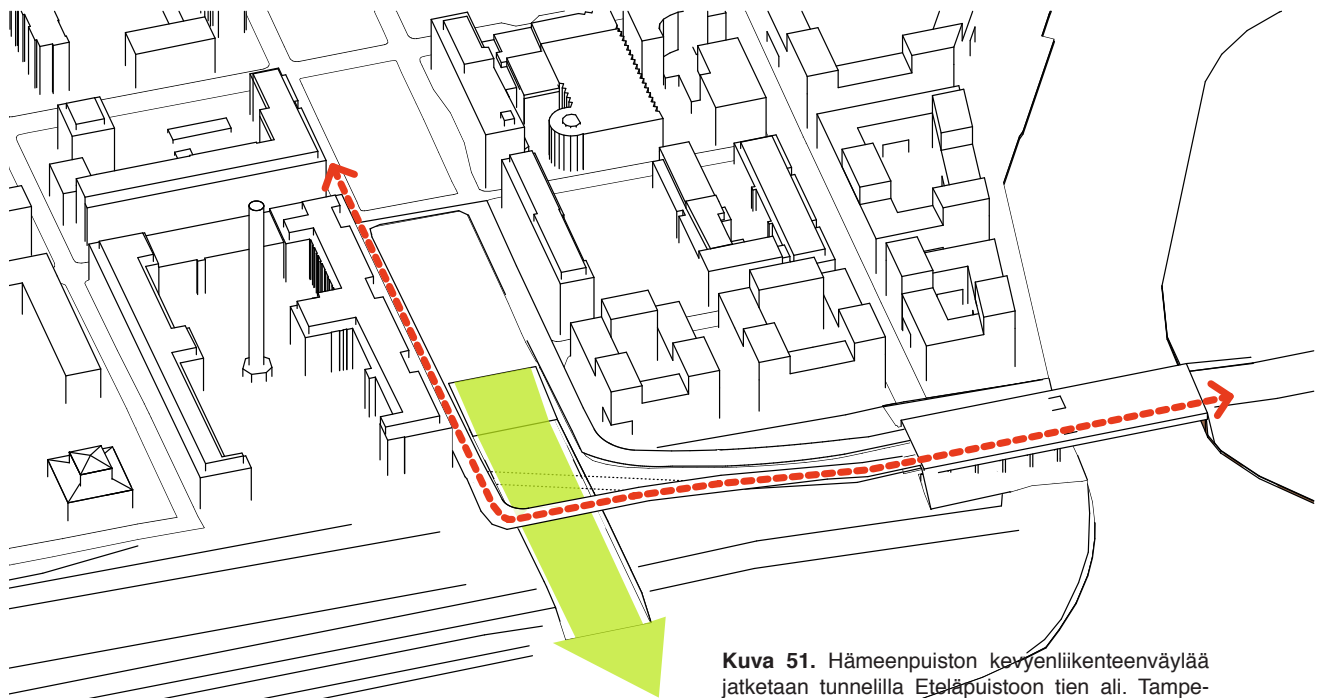 Kuva 51. Hämeenpuiston kevyenliikenteenväylää
jatketaan tunnelilla Eteläpuistoon tien ali. Tampe-